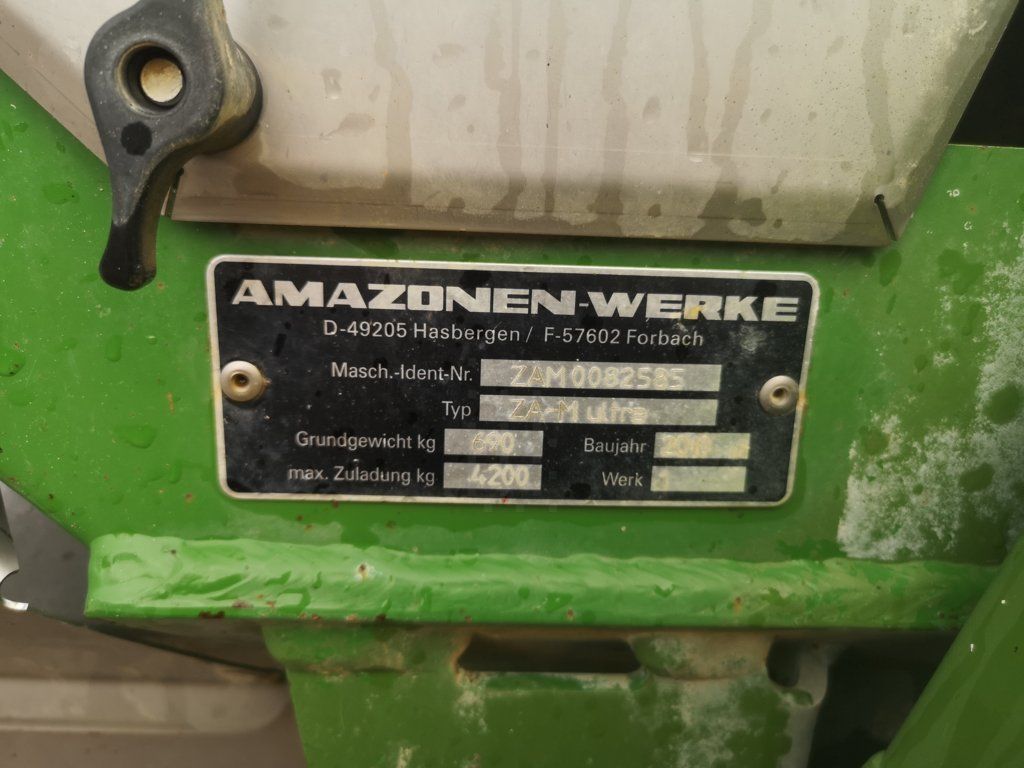 AMAZONEN-WERKE
D-49205 Hasbergen / F-57602 Forbach
Masch.-Ident-Nr. ZAM0082585
Typ ZA-M ultra
Grundgewicht kg 690 Baujahr
max. Zuladung kg 4200 Werk 1